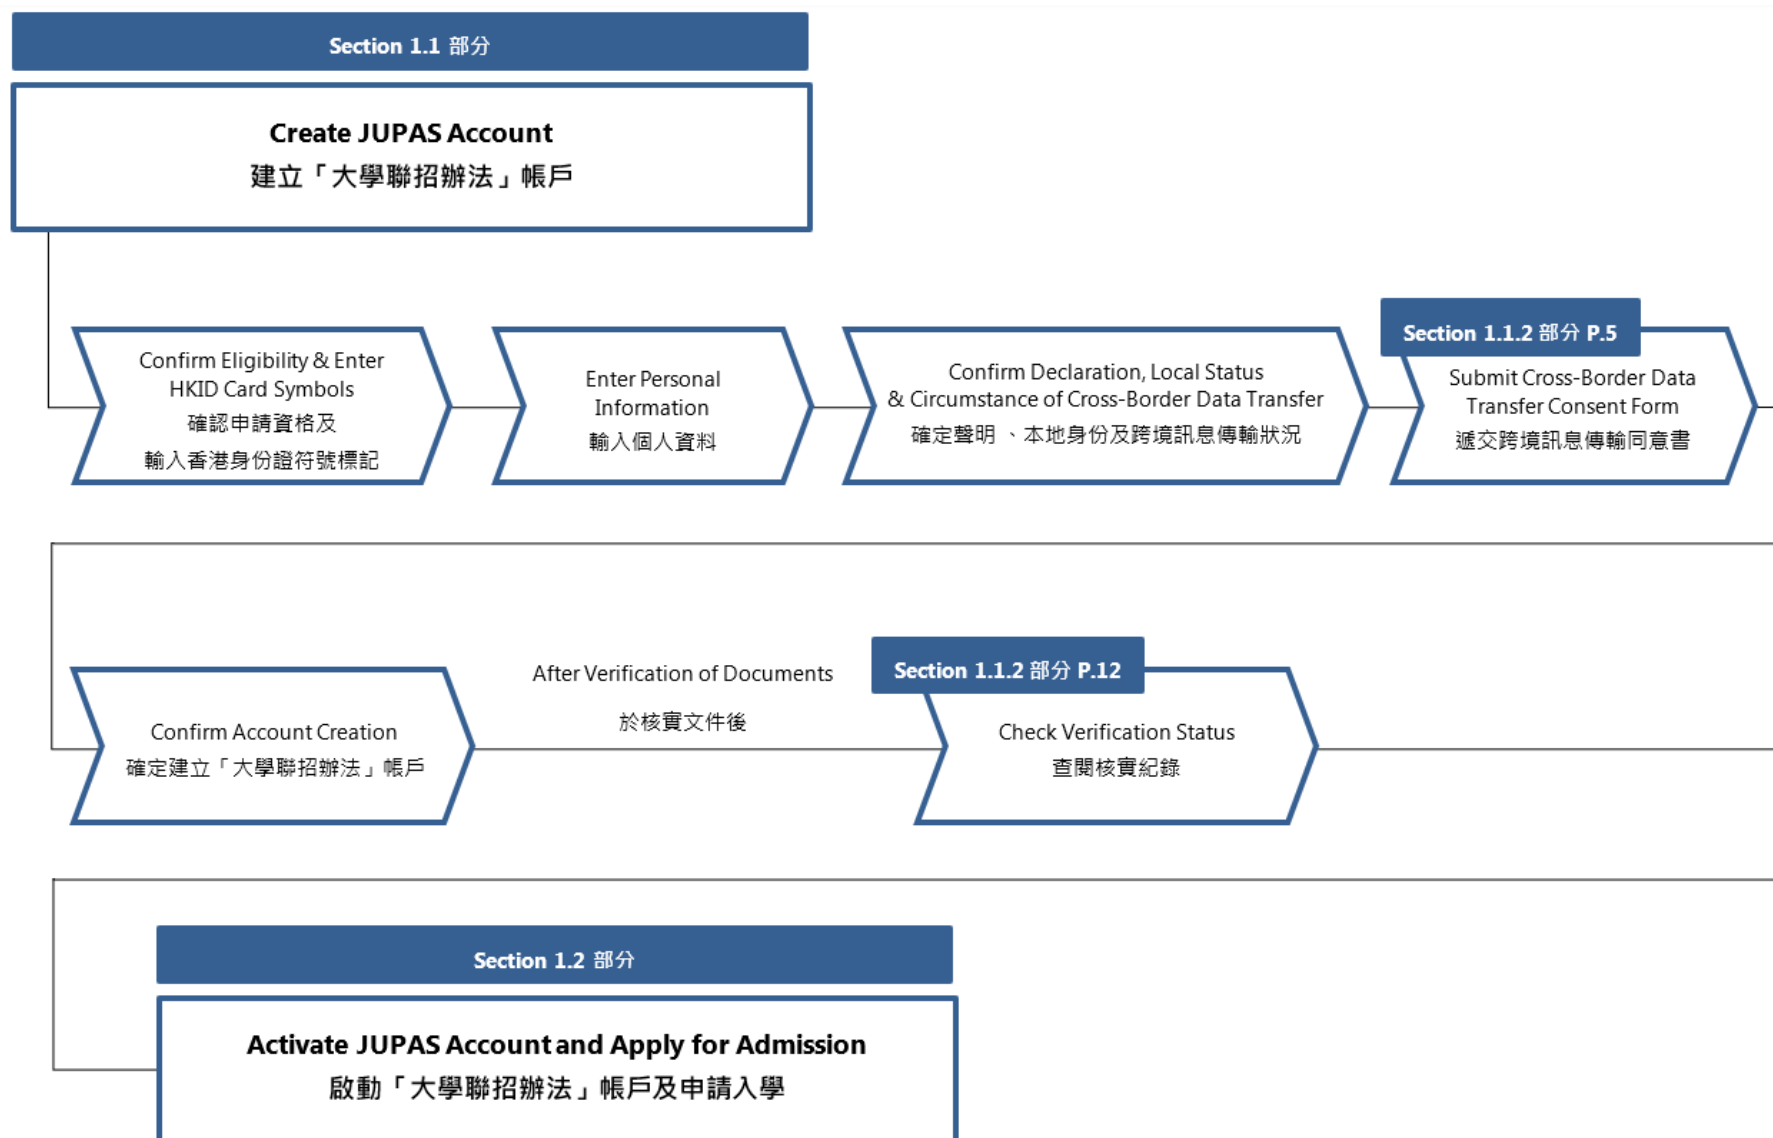 Section 1.1 部分
Create JUPAS Account
建立「大學聯招辦法」帳戶
Confirm Eligibility & Enter
HKID Card Symbols
確認申請資格及
輸入香港身份證符號標記
Enter Personal
Information
輸入個人資料
Confirm Declaration, Local Status
& Circumstance of Cross-Border Data Transfer
確定聲明 、本地身份及跨境訊息傳輸狀況
Section 1.1.2 部分 P.5
Submit Cross-Border Data
Transfer Consent Form
遞交跨境訊息傳輸同意書
Confirm Account Creation
確定建立「大學聯招辦法」帳戶
After Verification of Documents
於核實文件後
Section 1.1.2 部分 P.12
Check Verification Status
查閱核實紀錄
Section 1.2 部分
Activate JUPAS Account and Apply for Admission
啟動「大學聯招辦法」帳戶及申請入學